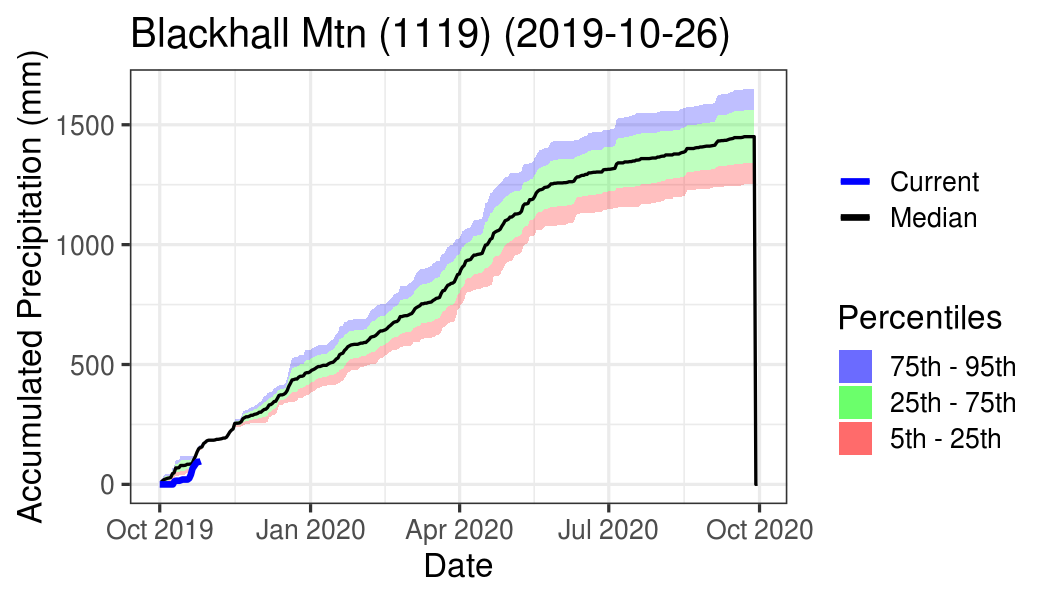 Blackhall Mtn (1119) (2019-10-26)
Accumulated Precipitation (mm)
1500
1000
500
0
Oct 2019 Jan 2020 Apr 2020 Jul 2020 Oct 2020
Date
Current
Median
Percentiles
75th - 95th
25th - 75th
5th - 25th